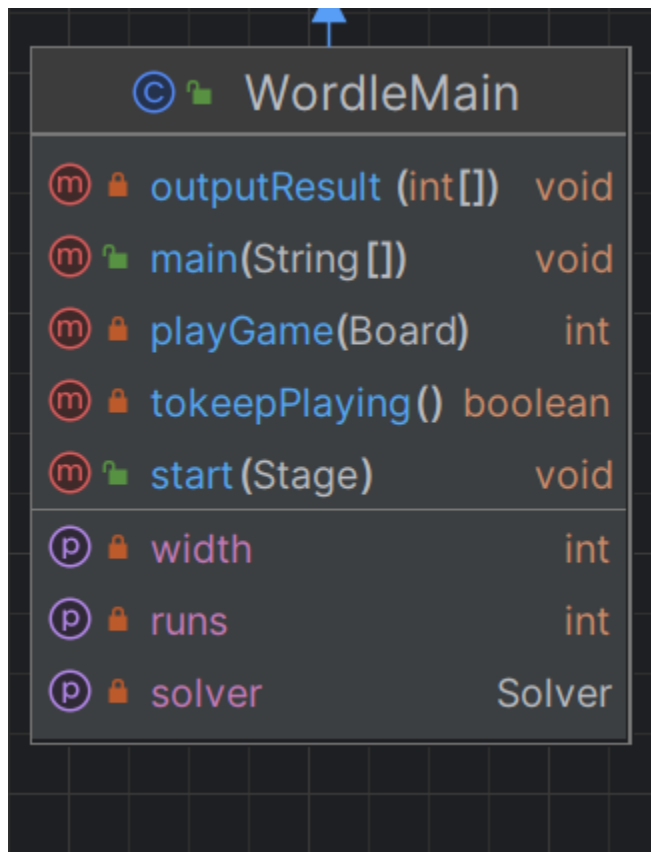 C WordleMain
m outputResult (int[]) void
m main(String[]) void
m playGame(Board) int
m tokeepPlaying() boolean
m start(Stage) void
p width int
p runs int
p solver Solver